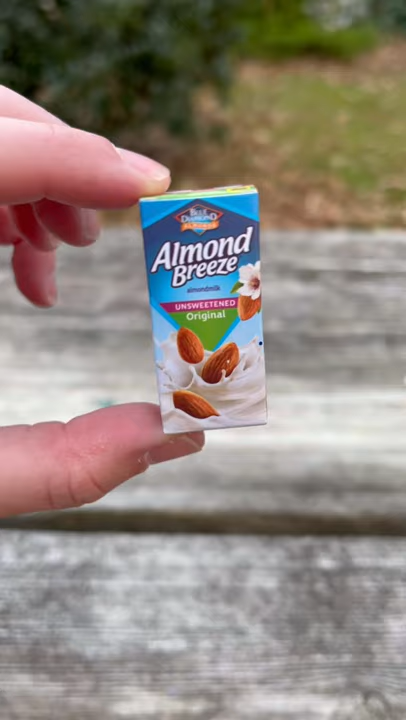 BLUE
DIAMOND
ALMONDS
Almond
Breeze
almondmilk
UNSWEETENED
Original